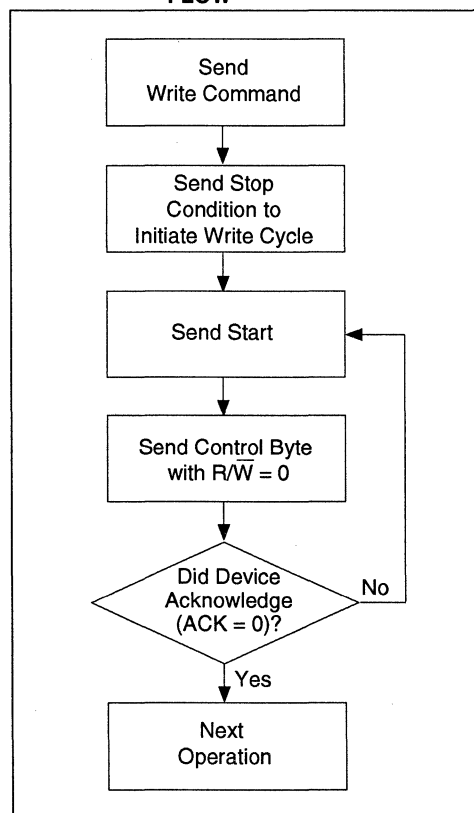 FLOW
Send
Write Command
Send Stop
Condition to
Initiate Write Cycle
Send Start
Send Control Byte
with R/W̅ = 0
Did Device
Acknowledge
(ACK = 0)?
No
Yes
Next
Operation